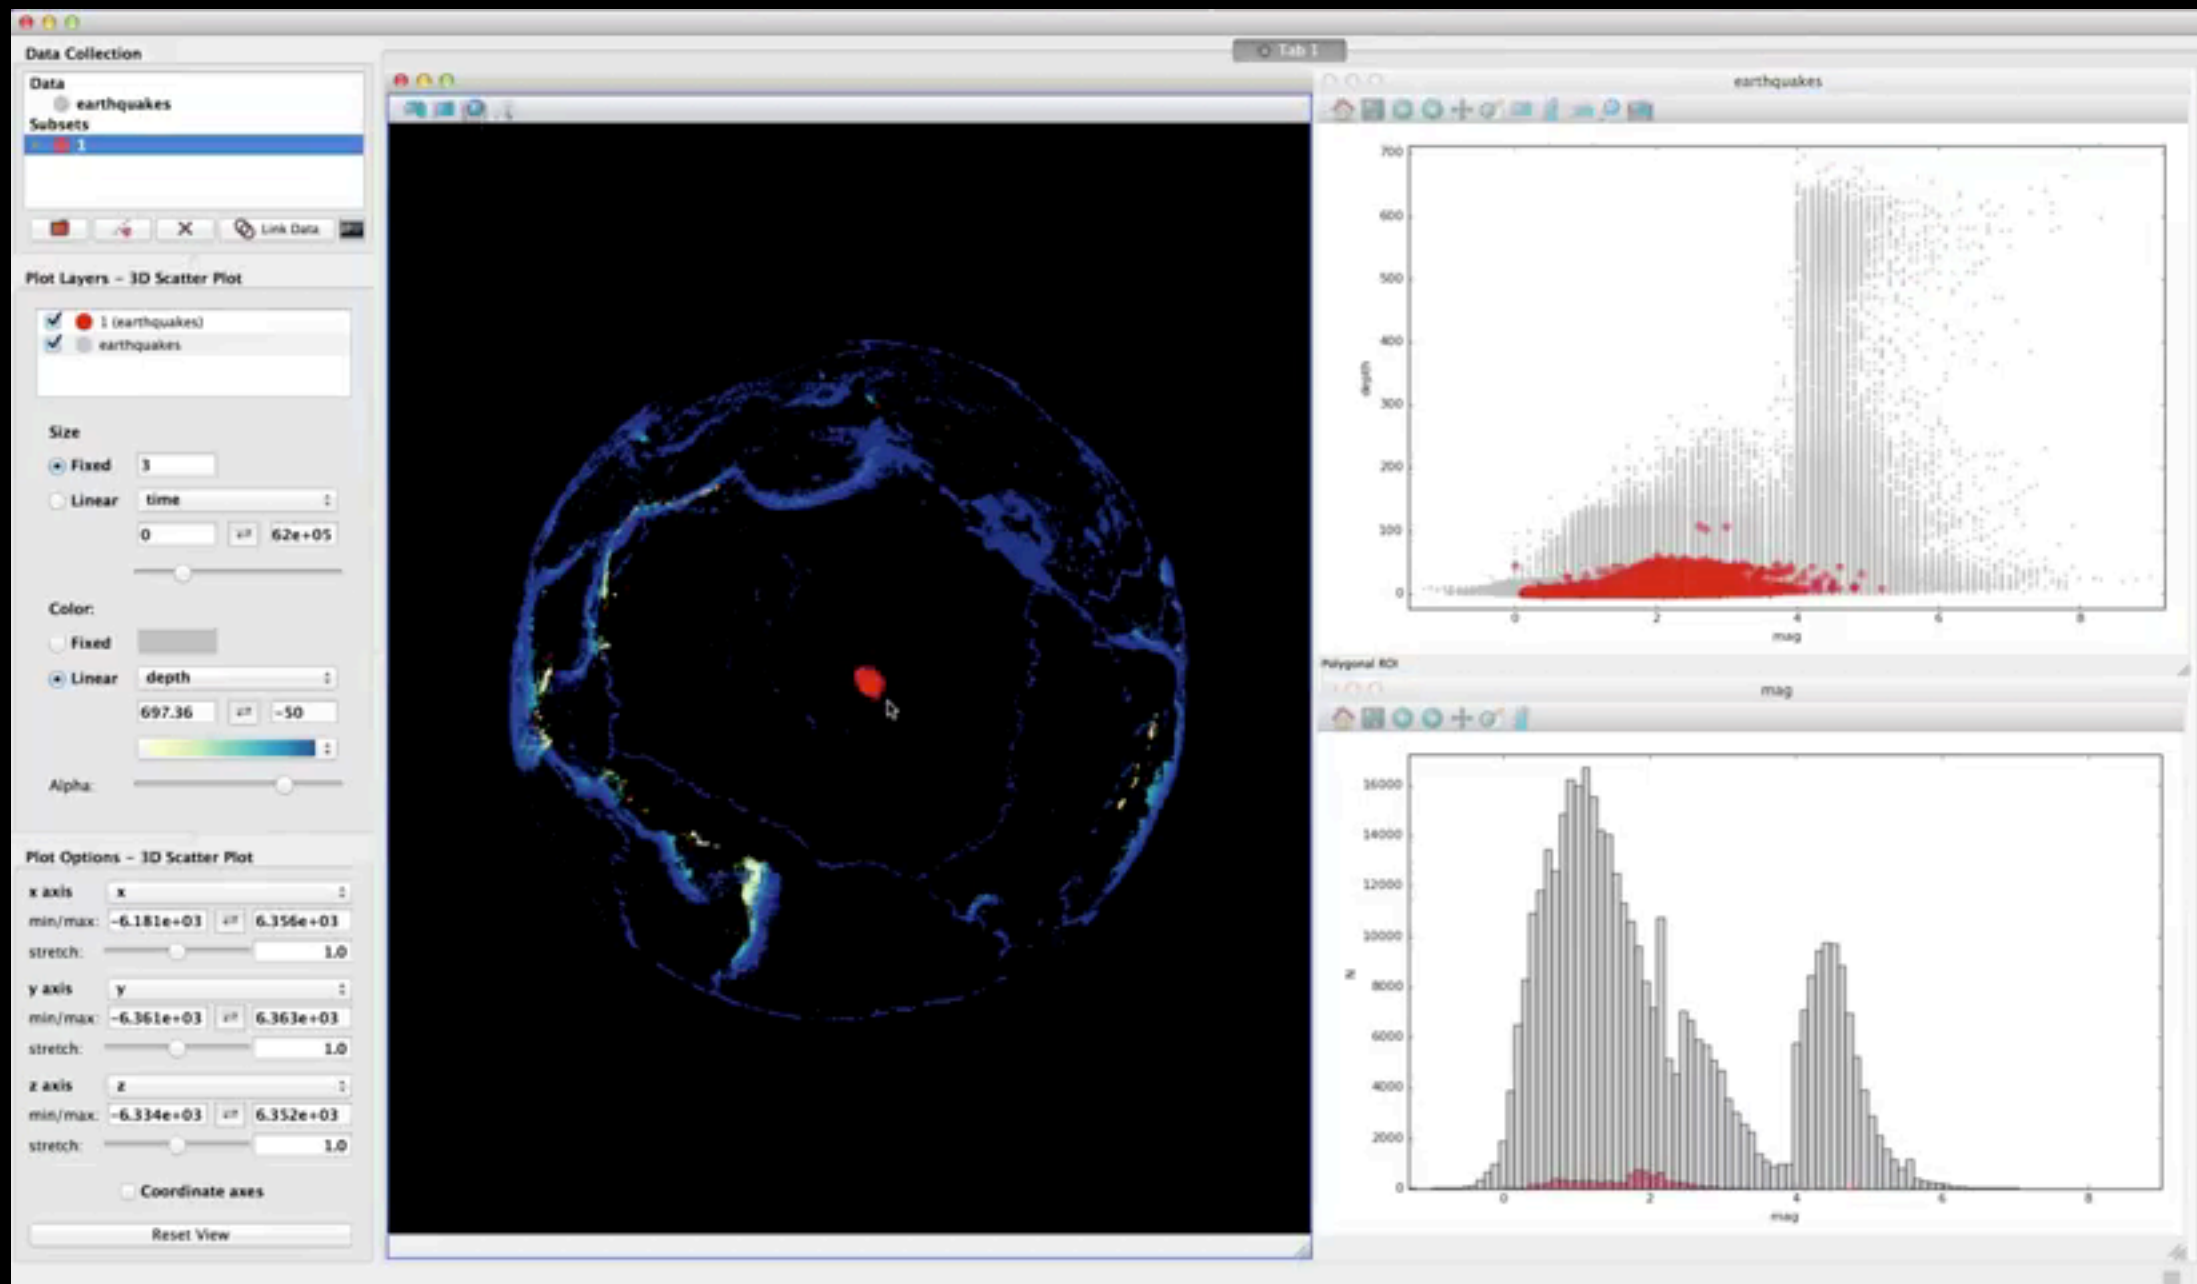 Data Collection
Data
earthquakes
Subsets
1
Link Data
Plot Layers - 3D Scatter Plot
1 (earthquakes)
earthquakes
Size
Fixed 3
Linear time
0 62e+05
Color:
Fixed
Linear depth
697.36 -50
Alpha:
Plot Options - 3D Scatter Plot
x axis x
min/max: -6.181e+03 6.356e+03
stretch: 1.0
y axis y
min/max: -6.361e+03 6.363e+03
stretch: 1.0
z axis z
min/max: -6.334e+03 6.352e+03
stretch: 1.0
Coordinate axes
Reset View
Tab 1
earthquakes
700
600
500
400
300
200
100
0
depth
0 2 4 6 8
mag
Polygonal ROI
mag
16000
14000
12000
10000
8000
6000
4000
2000
0
N
0 2 4 6 8
mag